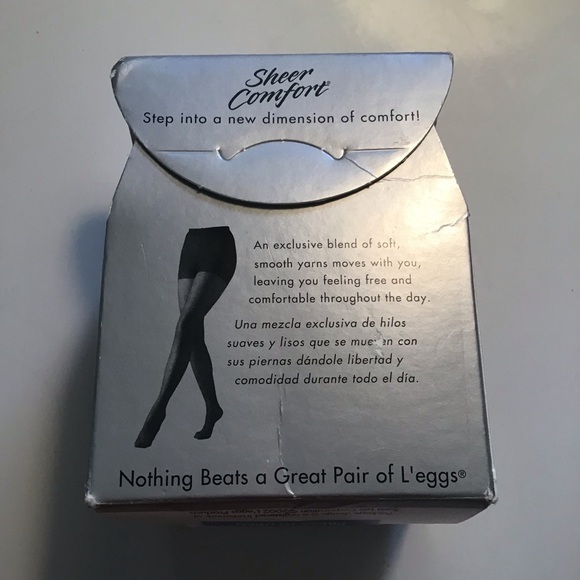 Sheer
Comfort®
Step into a new dimension of comfort!
An exclusive blend of soft,
smooth yarns moves with you,
leaving you feeling free and
comfortable throughout the day.
Una mezcla exclusiva de hilos
suaves y lisos que se mueven con
sus piernas dándole libertad y
comodidad durante todo el día.
Nothing Beats a Great Pair of L'eggs®